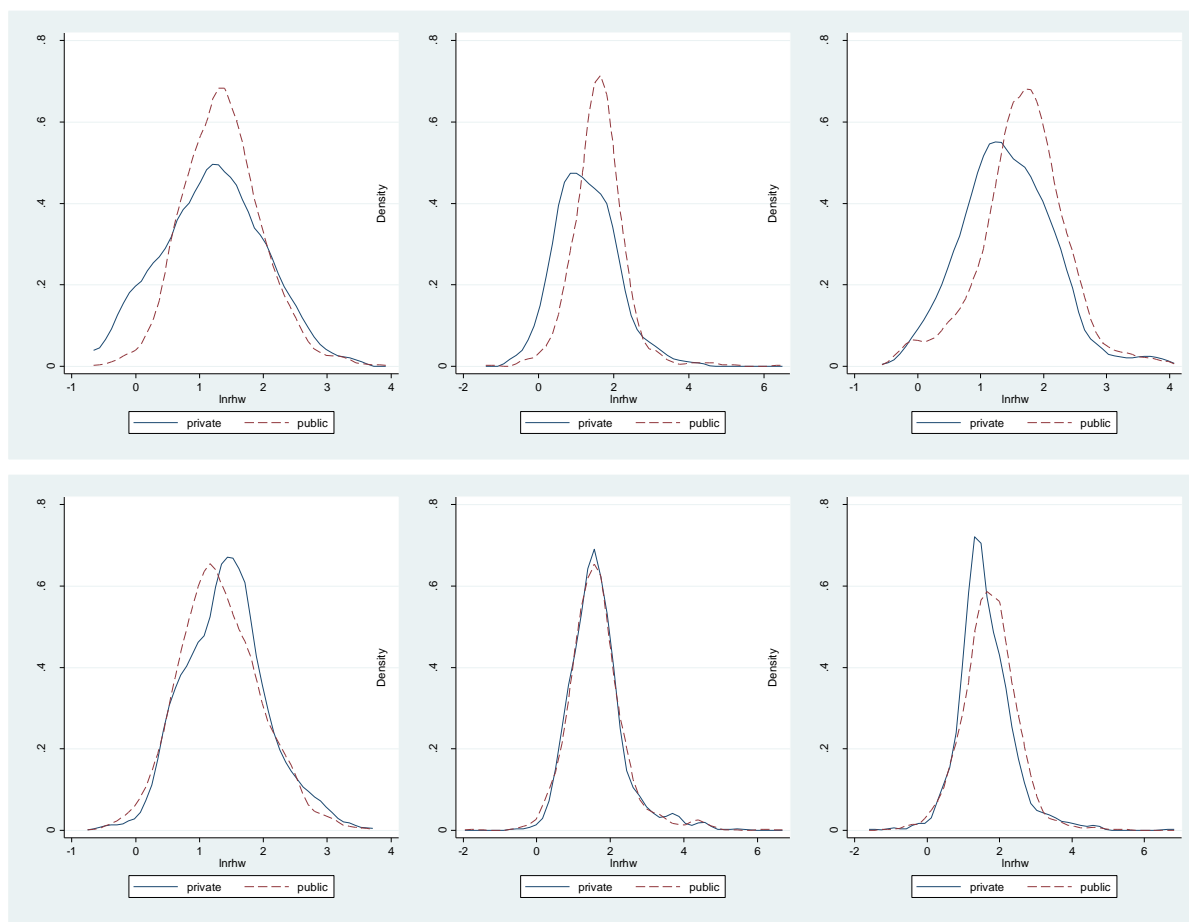 .8
.6
.4
.2
0
-1 0 1 2 3 4
lnrhw
private public
Density
.8
.6
.4
.2
0
-2 0 2 4 6
lnrhw
private public
Density
.8
.6
.4
.2
0
-1 0 1 2 3 4
lnrhw
private public
.8
.6
.4
.2
0
-1 0 1 2 3 4
lnrhw
private public
Density
.8
.6
.4
.2
0
-2 0 2 4 6
lnrhw
private public
Density
.8
.6
.4
.2
0
-2 0 2 4 6
lnrhw
private public